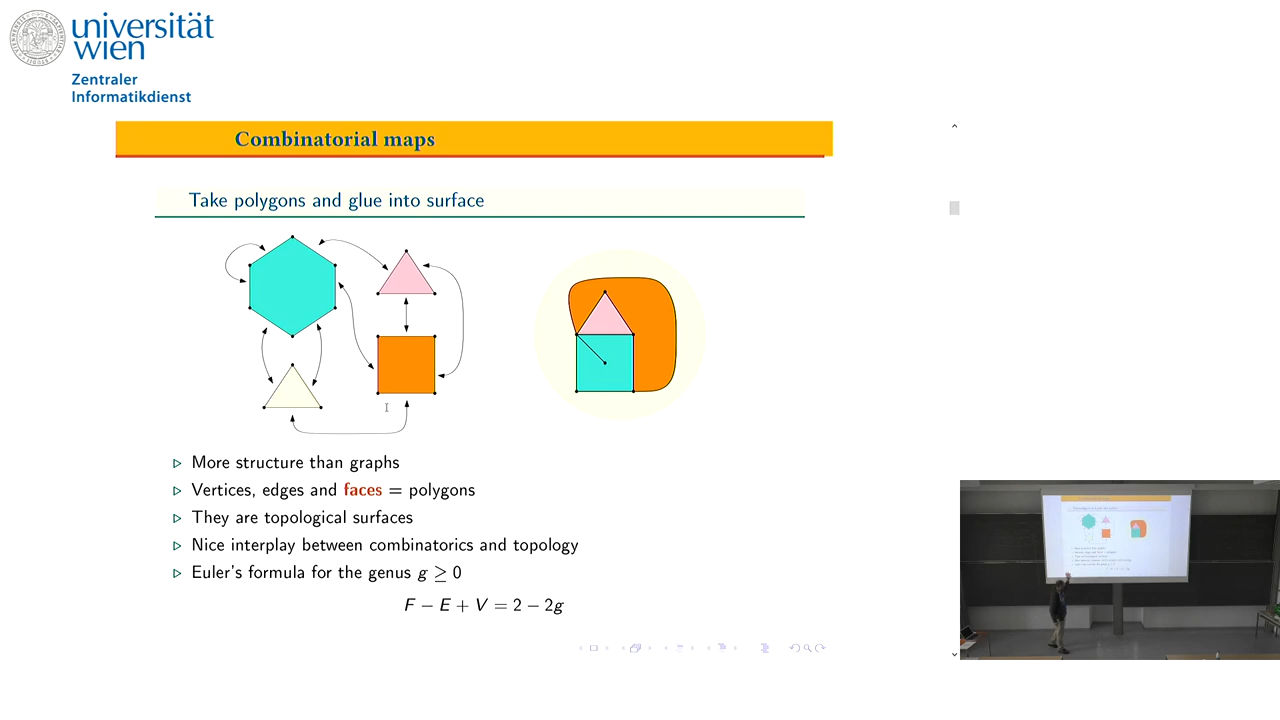 universität
wien
Zentraler
Informatikdienst
Combinatorial maps
Take polygons and glue into surface
▷ More structure than graphs
▷ Vertices, edges and faces = polygons
▷ They are topological surfaces
▷ Nice interplay between combinatorics and topology
▷ Euler's formula for the genus g ≥ 0
F − E + V = 2 − 2g